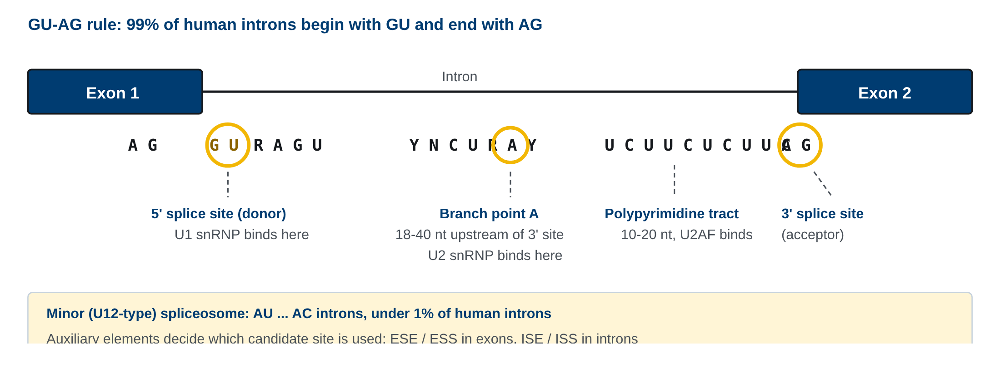 GU-AG rule: 99% of human introns begin with GU and end with AG
Intron
Exon 1
Exon 2
A G G U R A G U Y N C U R A Y U C U U C U C U U C A G
5' splice site (donor) Branch point A Polypyrimidine tract 3' splice site
U1 snRNP binds here 18-40 nt upstream of 3' site 10-20 nt, U2AF binds (acceptor)
U2 snRNP binds here
Minor (U12-type) spliceosome: AU ... AC introns, under 1% of human introns
Auxiliary elements decide which candidate site is used: ESE / ESS in exons, ISE / ISS in introns